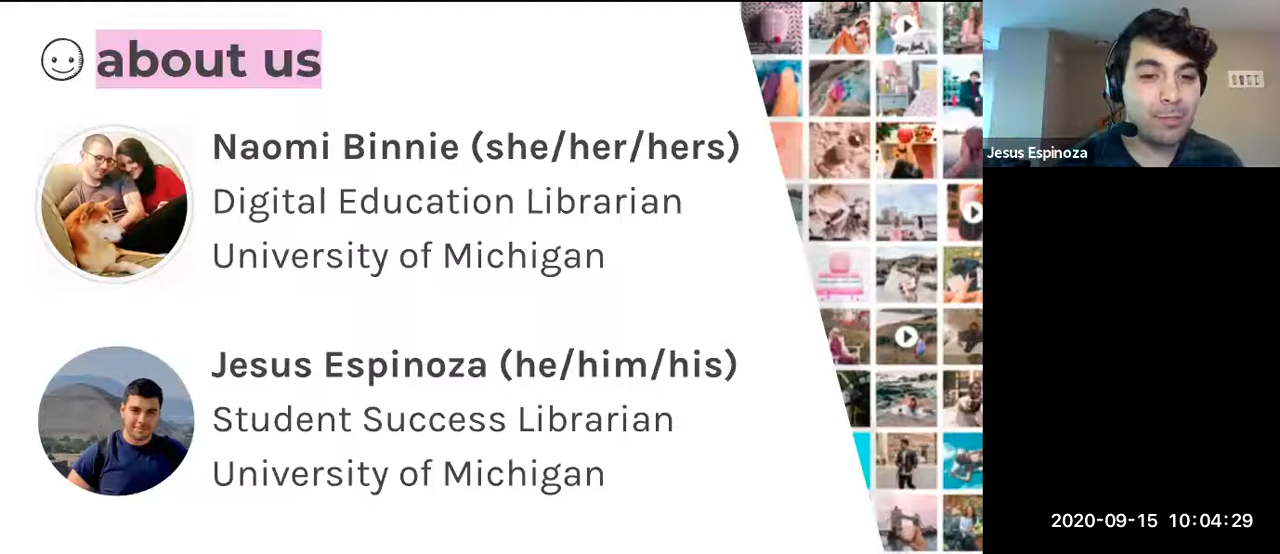 about us
Naomi Binnie (she/her/hers)
Digital Education Librarian
University of Michigan
Jesus Espinoza (he/him/his)
Student Success Librarian
University of Michigan
Jesus Espinoza
2020-09-15 10:04:29